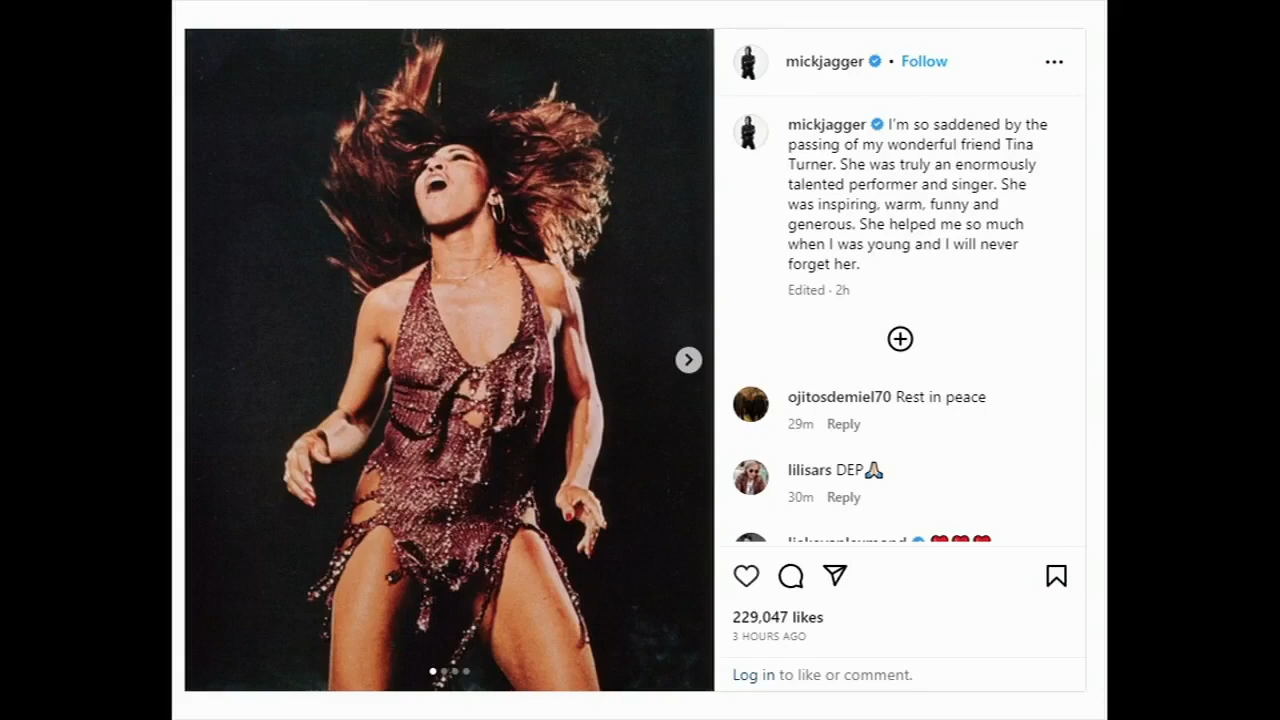 mickjagger • Follow
mickjagger I'm so saddened by the
passing of my wonderful friend Tina
Turner. She was truly an enormously
talented performer and singer. She
was inspiring, warm, funny and
generous. She helped me so much
when I was young and I will never
forget her.
Edited · 2h
ojitosdemiel70 Rest in peace
29m Reply
lilisars DEP🙏🏼
30m Reply
229,047 likes
3 HOURS AGO
Log in to like or comment.